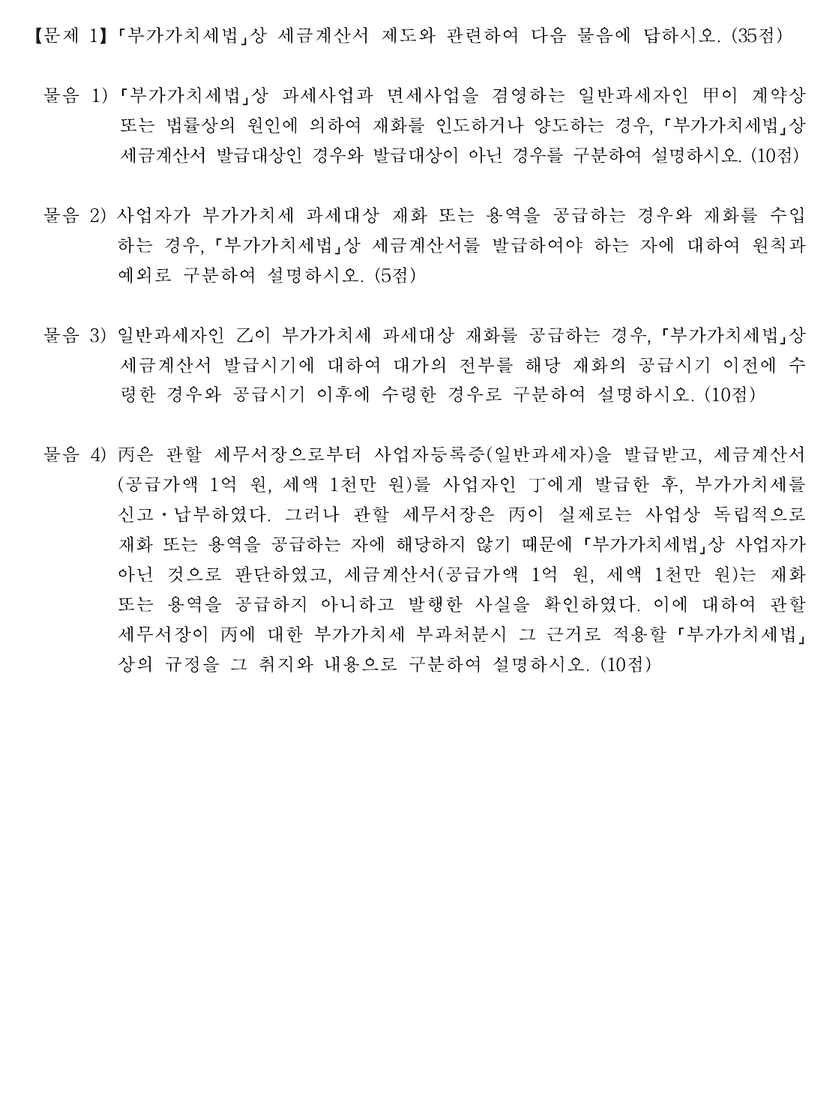 【문제 1】「부가가치세법」상 세금계산서 제도와 관련하여 다음 물음에 답하시오. (35점)
물음 1) 「부가가치세법」상 과세사업과 면세사업을 겸영하는 일반과세자인 甲이 계약상
또는 법률상의 원인에 의하여 재화를 인도하거나 양도하는 경우, 「부가가치세법」상
세금계산서 발급대상인 경우와 발급대상이 아닌 경우를 구분하여 설명하시오. (10점)
물음 2) 사업자가 부가가치세 과세대상 재화 또는 용역을 공급하는 경우와 재화를 수입
하는 경우, 「부가가치세법」상 세금계산서를 발급하여야 하는 자에 대하여 원칙과
예외로 구분하여 설명하시오. (5점)
물음 3) 일반과세자인 乙이 부가가치세 과세대상 재화를 공급하는 경우, 「부가가치세법」상
세금계산서 발급시기에 대하여 대가의 전부를 해당 재화의 공급시기 이전에 수
령한 경우와 공급시기 이후에 수령한 경우로 구분하여 설명하시오. (10점)
물음 4) 丙은 관할 세무서장으로부터 사업자등록증(일반과세자)을 발급받고, 세금계산서
(공급가액 1억 원, 세액 1천만 원)를 사업자인 丁에게 발급한 후, 부가가치세를
신고・납부하였다. 그러나 관할 세무서장은 丙이 실제로는 사업상 독립적으로
재화 또는 용역을 공급하는 자에 해당하지 않기 때문에 「부가가치세법」상 사업자가
아닌 것으로 판단하였고, 세금계산서(공급가액 1억 원, 세액 1천만 원)는 재화
또는 용역을 공급하지 아니하고 발행한 사실을 확인하였다. 이에 대하여 관할
세무서장이 丙에 대한 부가가치세 부과처분시 그 근거로 적용할 「부가가치세법」
상의 규정을 그 취지와 내용으로 구분하여 설명하시오. (10점)